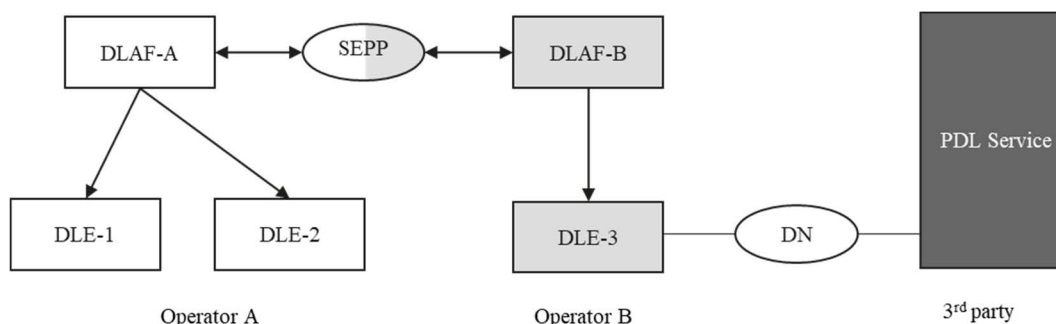 DLAF-A
SEPP
DLAF-B
PDL Service
DLE-1
DLE-2
DLE-3
DN
Operator A
Operator B
3rd party